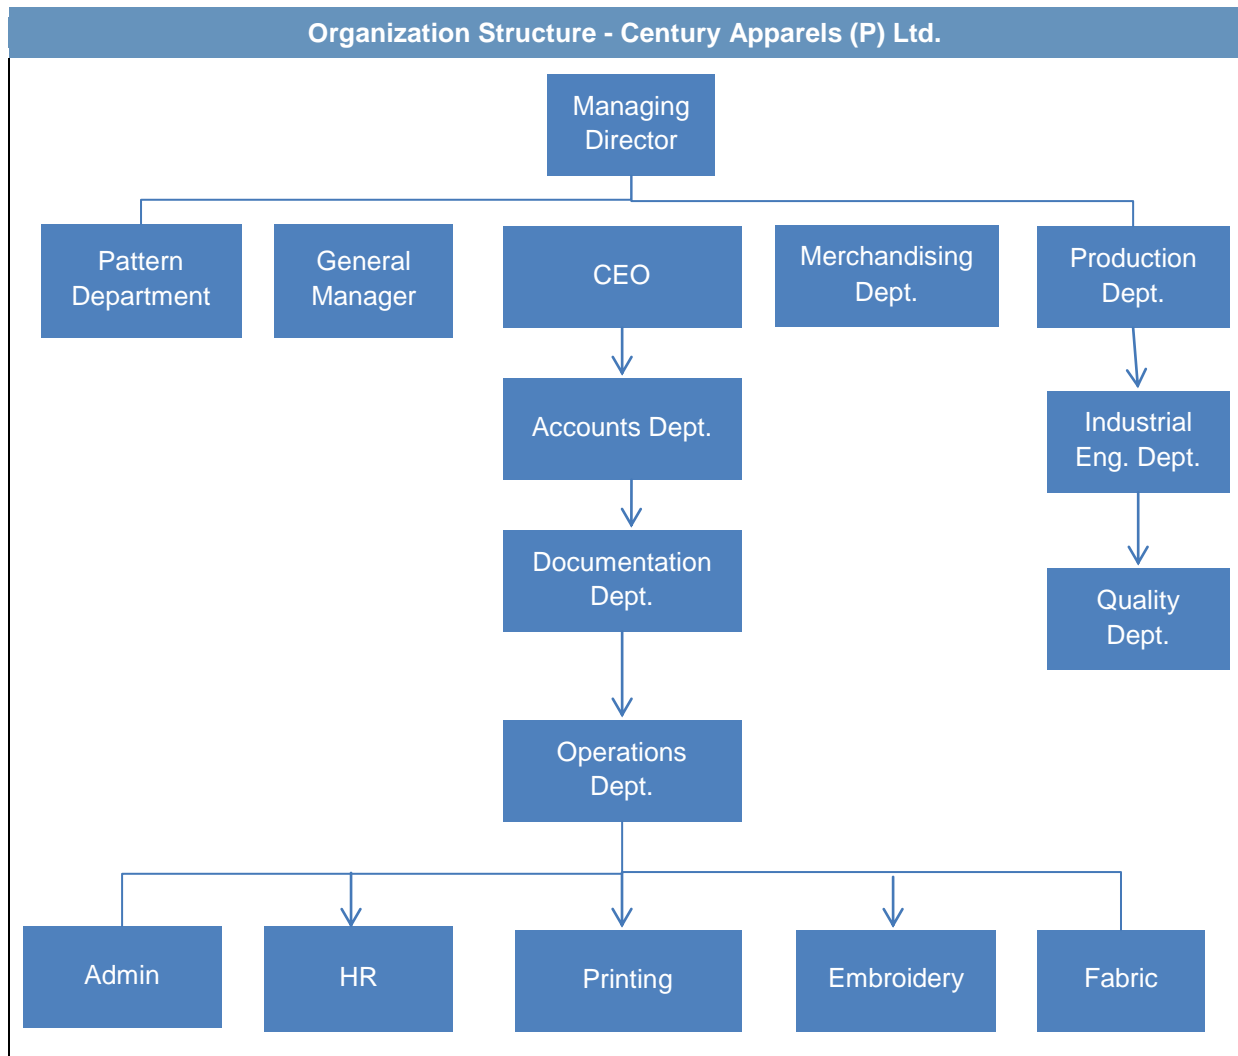 Organization Structure - Century Apparels (P) Ltd.
Managing
Director
Pattern
Department
General
Manager
CEO
Merchandising
Dept.
Production
Dept.
Accounts Dept.
Industrial
Eng. Dept.
Documentation
Dept.
Quality
Dept.
Operations
Dept.
Admin
HR
Printing
Embroidery
Fabric